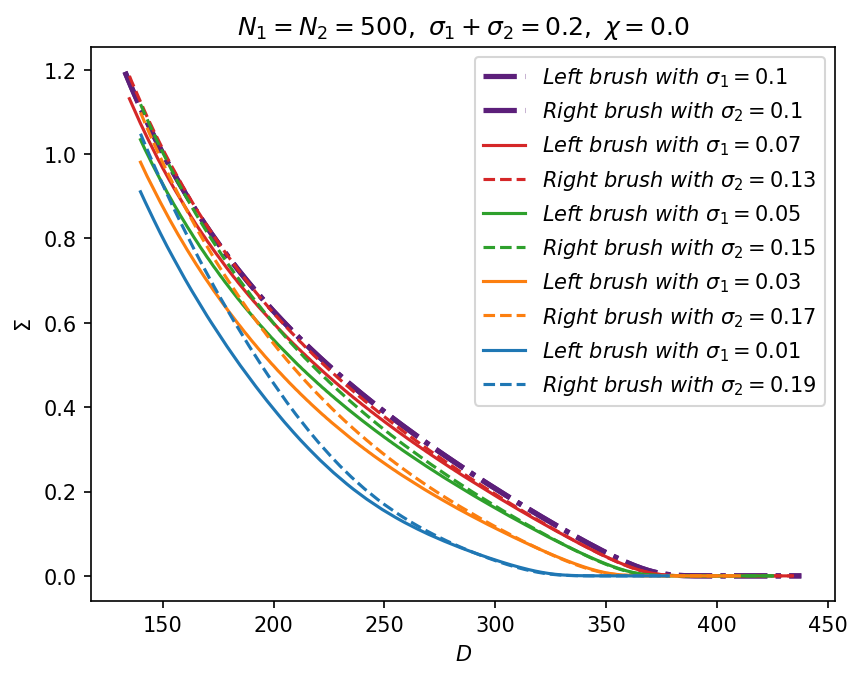 N₁ = N₂ = 500, σ₁ + σ₂ = 0.2, χ = 0.0
Left brush with σ₁ = 0.1
Right brush with σ₂ = 0.1
Left brush with σ₁ = 0.07
Right brush with σ₂ = 0.13
Left brush with σ₁ = 0.05
Right brush with σ₂ = 0.15
Left brush with σ₁ = 0.03
Right brush with σ₂ = 0.17
Left brush with σ₁ = 0.01
Right brush with σ₂ = 0.19
Σ
1.2
1.0
0.8
0.6
0.4
0.2
0.0
150 200 250 300 350 400 450
D